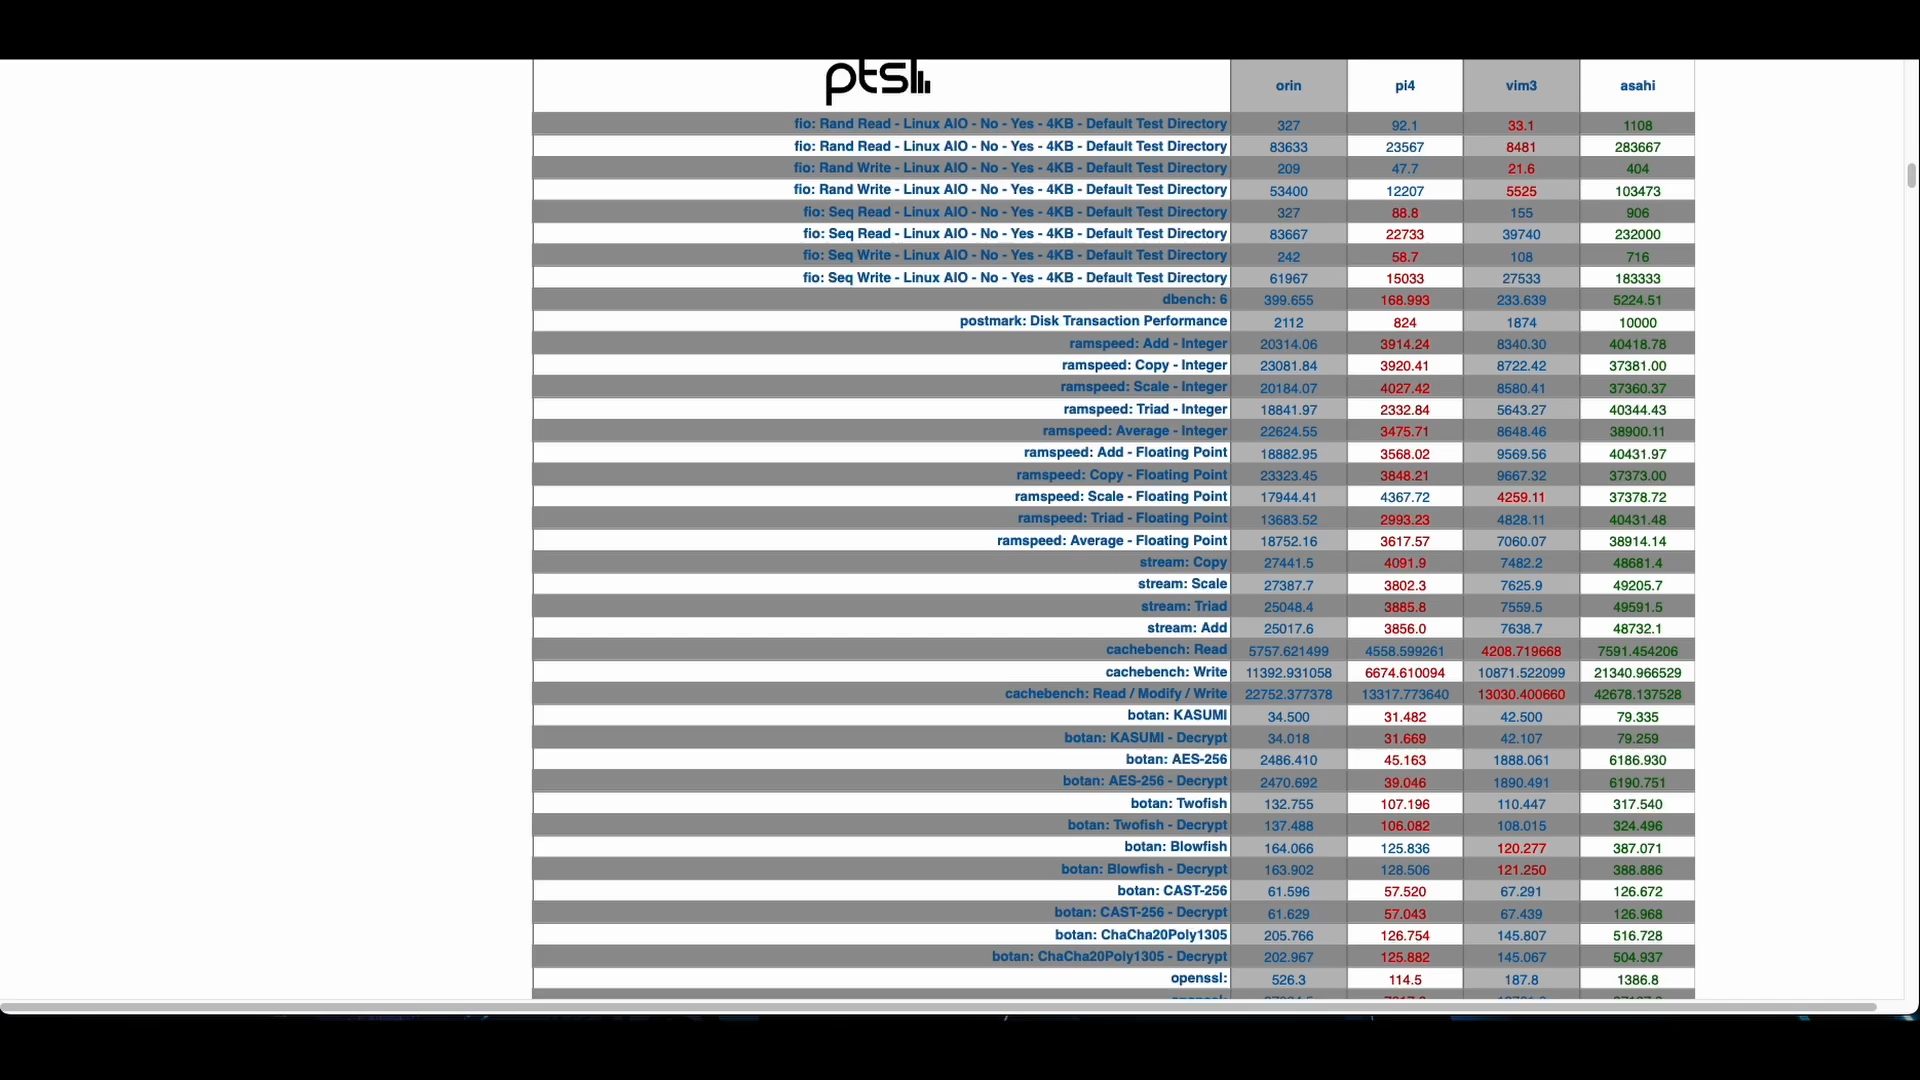 ptsl orin pi4 vim3 asahi
fio: Rand Read - Linux AIO - No - Yes - 4KB - Default Test Directory 327 92.1 33.1 1108
fio: Rand Read - Linux AIO - No - Yes - 4KB - Default Test Directory 83633 23567 8481 283667
fio: Rand Write - Linux AIO - No - Yes - 4KB - Default Test Directory 209 47.7 21.6 404
fio: Rand Write - Linux AIO - No - Yes - 4KB - Default Test Directory 53400 12207 5525 103473
fio: Seq Read - Linux AIO - No - Yes - 4KB - Default Test Directory 327 88.8 155 906
fio: Seq Read - Linux AIO - No - Yes - 4KB - Default Test Directory 83667 22733 39740 232000
fio: Seq Write - Linux AIO - No - Yes - 4KB - Default Test Directory 242 58.7 108 716
fio: Seq Write - Linux AIO - No - Yes - 4KB - Default Test Directory 61967 15033 27533 183333
dbench: 6 399.655 168.993 233.639 5224.51
postmark: Disk Transaction Performance 2112 824 1874 10000
ramspeed: Add - Integer 20314.06 3914.24 8340.30 40418.78
ramspeed: Copy - Integer 23081.84 3920.41 8722.42 37381.00
ramspeed: Scale - Integer 20184.07 4027.42 8580.41 37360.37
ramspeed: Triad - Integer 18841.97 2332.84 5643.27 40344.43
ramspeed: Average - Integer 22624.55 3475.71 8648.46 38900.11
ramspeed: Add - Floating Point 18882.95 3568.02 9569.56 40431.97
ramspeed: Copy - Floating Point 23323.45 3848.21 9667.32 37373.00
ramspeed: Scale - Floating Point 17944.41 4367.72 4259.11 37378.72
ramspeed: Triad - Floating Point 13683.52 2993.23 4828.11 40431.48
ramspeed: Average - Floating Point 18752.16 3617.57 7060.07 38914.14
stream: Copy 27441.5 4091.9 7482.2 48681.4
stream: Scale 27387.7 3802.3 7625.9 49205.7
stream: Triad 25048.4 3885.8 7559.5 49591.5
stream: Add 25017.6 3856.0 7638.7 48732.1
cachebench: Read 5757.621499 4558.599261 4208.719668 7591.454206
cachebench: Write 11392.931058 6674.610094 10871.522099 21340.966529
cachebench: Read / Modify / Write 22752.377378 13317.773640 13030.400660 42678.137528
botan: KASUMI 34.500 31.482 42.500 79.335
botan: KASUMI - Decrypt 34.018 31.669 42.107 79.259
botan: AES-256 2486.410 45.163 1888.061 6186.930
botan: AES-256 - Decrypt 2470.692 39.046 1890.491 6190.751
botan: Twofish 132.755 107.196 110.447 317.540
botan: Twofish - Decrypt 137.488 106.082 108.015 324.496
botan: Blowfish 164.066 125.836 120.277 387.071
botan: Blowfish - Decrypt 163.902 128.506 121.250 388.886
botan: CAST-256 61.596 57.520 67.291 126.672
botan: CAST-256 - Decrypt 61.629 57.043 67.439 126.968
botan: ChaCha20Poly1305 205.766 126.754 145.807 516.728
botan: ChaCha20Poly1305 - Decrypt 202.967 125.882 145.067 504.937
openssl: 526.3 114.5 187.8 1386.8